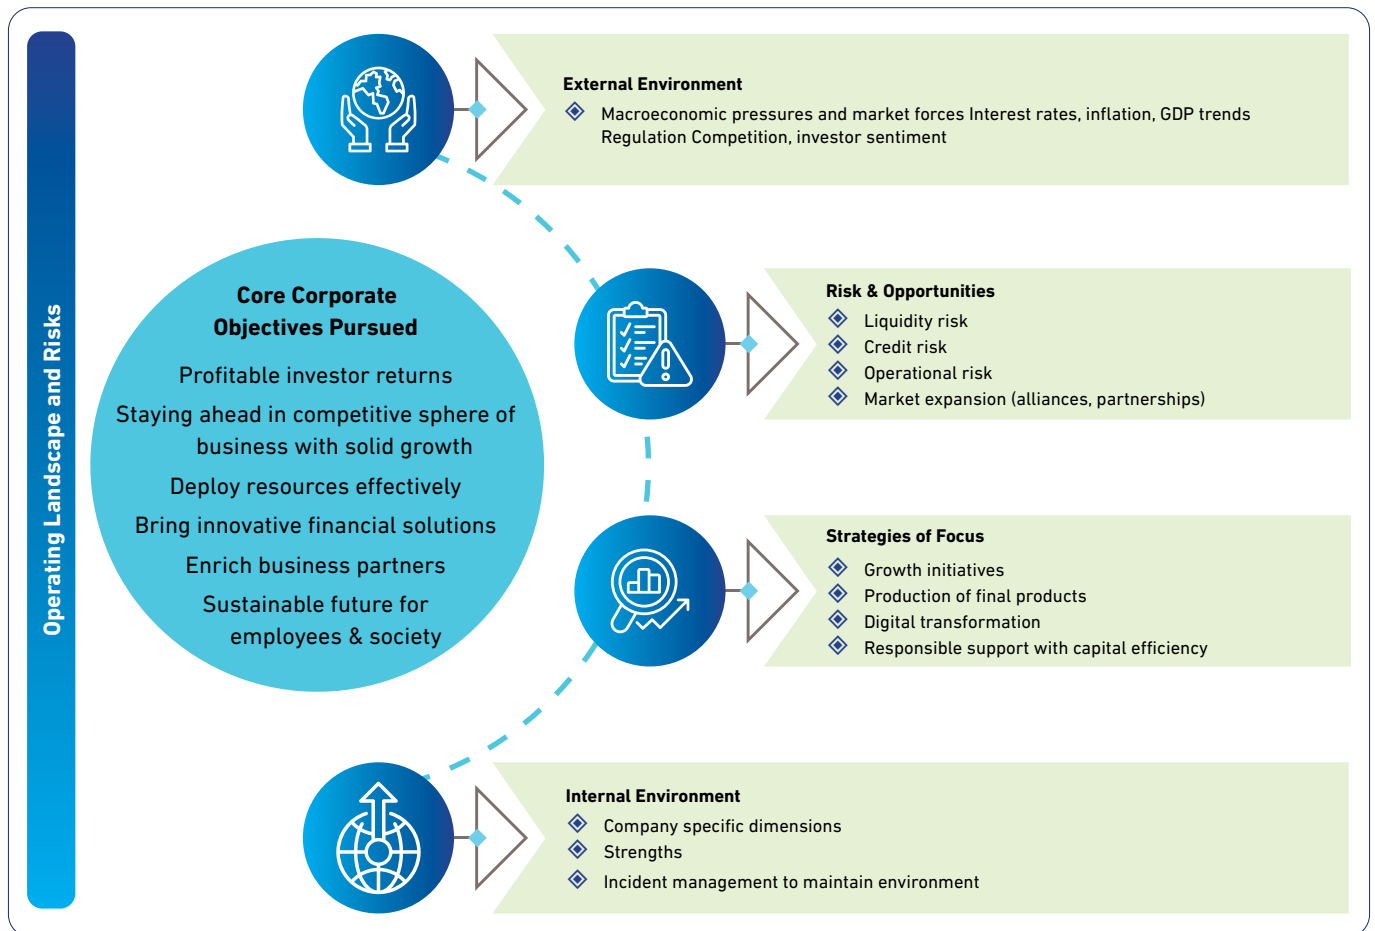 Operating Landscape and Risks
External Environment
Macroeconomic pressures and market forces Interest rates, inflation, GDP trends
Regulation Competition, investor sentiment
Core Corporate
Objectives Pursued
Profitable investor returns
Staying ahead in competitive sphere of
business with solid growth
Deploy resources effectively
Bring innovative financial solutions
Enrich business partners
Sustainable future for
employees & society
Risk & Opportunities
Liquidity risk
Credit risk
Operational risk
Market expansion (alliances, partnerships)
Strategies of Focus
Growth initiatives
Production of final products
Digital transformation
Responsible support with capital efficiency
Internal Environment
Company specific dimensions
Strengths
Incident management to maintain environment